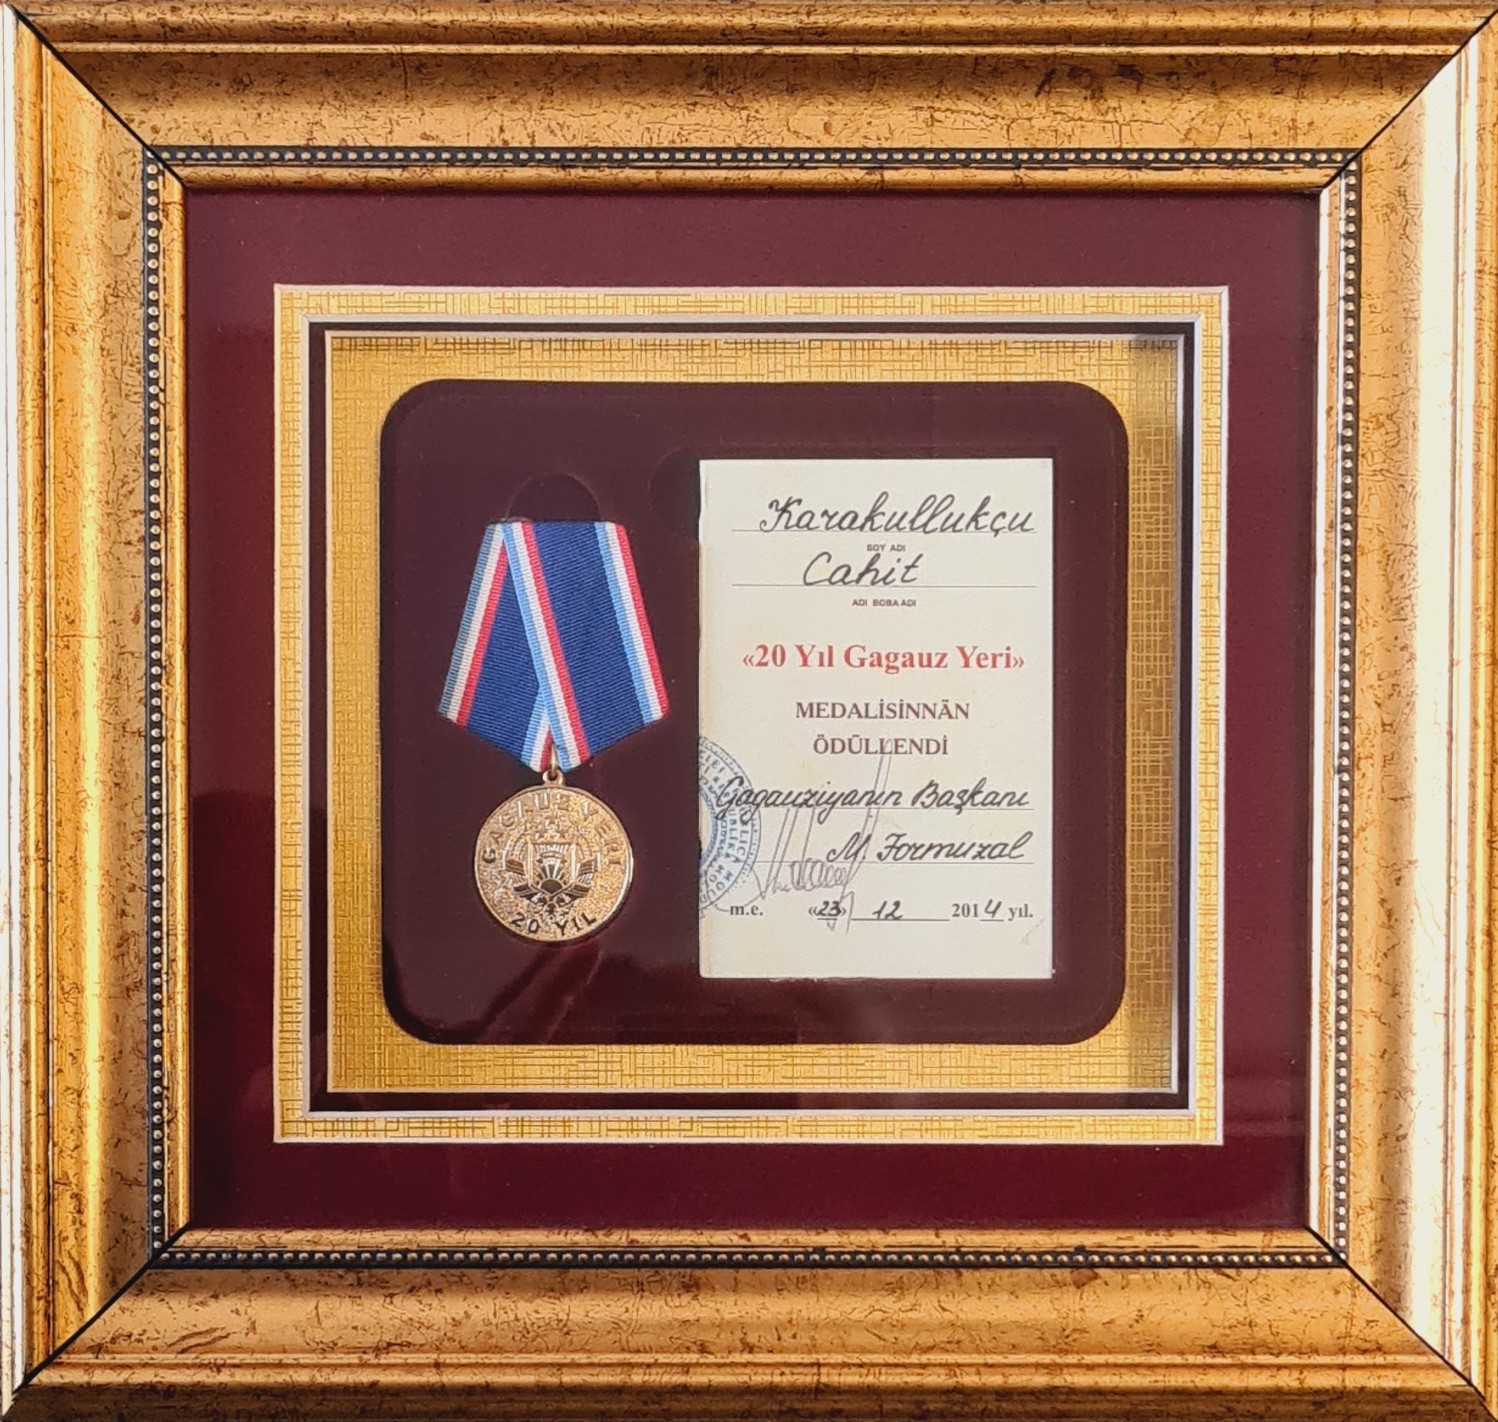 Karakullukçu
SOY ADI
Cahit
ADI BOBA ADI
«20 Yıl Gagauz Yeri»
MEDALİSİNNÄN
ÖDÜLLENDİ
Gagauziyanın Başkanı
M. Formuzal
m.e. «23» 12 2014 yıl.
GAGAUZ YERİ
20 YIL